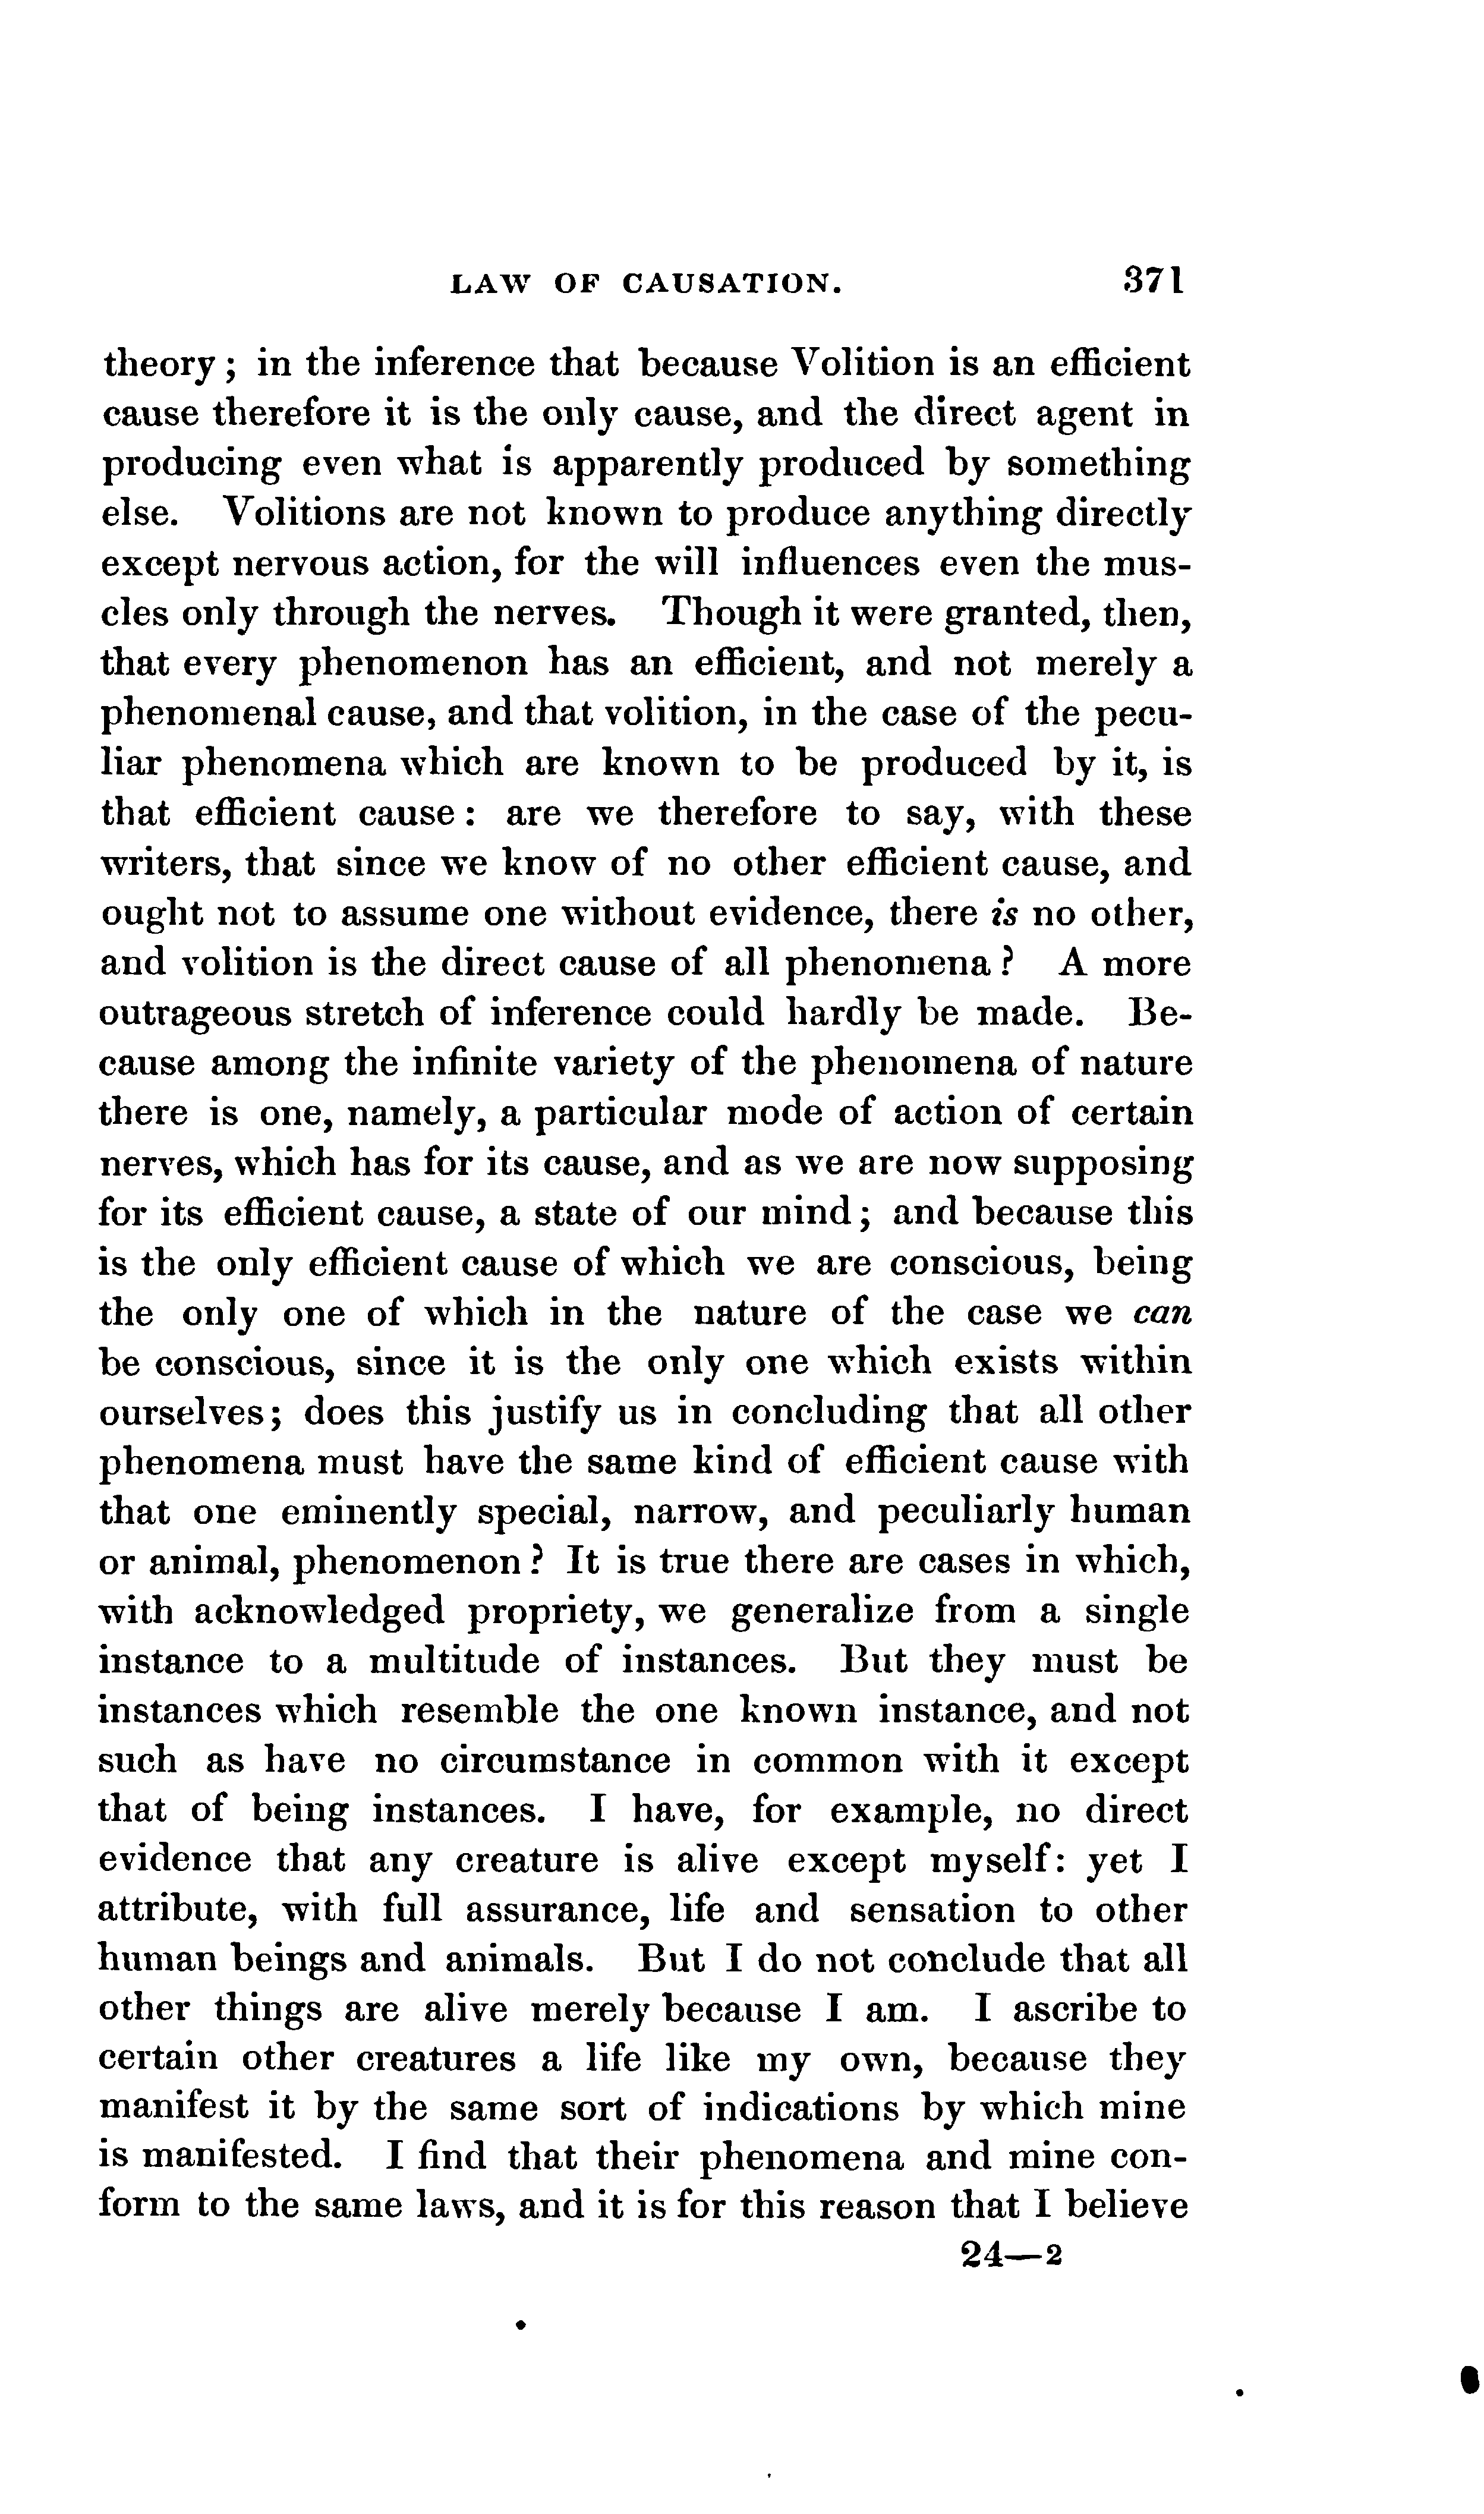 LAW OF CAUSATION. 371
theory; in the inference that because Volition is an efficient
cause therefore it is the only cause, and the direct agent in
producing even what is apparently produced by something
else. Volitions are not known to produce anything directly
except nervous action, for the will influences even the mus-
cles only through the nerves. Though it were granted, then,
that every phenomenon has an efficient, and not merely a
phenomenal cause, and that volition, in the case of the pecu-
liar phenomena which are known to be produced by it, is
that efficient cause: are we therefore to say, with these
writers, that since we know of no other efficient cause, and
ought not to assume one without evidence, there is no other,
and volition is the direct cause of all phenomena? A more
outrageous stretch of inference could hardly be made. Be-
cause among the infinite variety of the phenomena of nature
there is one, namely, a particular mode of action of certain
nerves, which has for its cause, and as we are now supposing
for its efficient cause, a state of our mind; and because this
is the only efficient cause of which we are conscious, being
the only one of which in the nature of the case we can
be conscious, since it is the only one which exists within
ourselves; does this justify us in concluding that all other
phenomena must have the same kind of efficient cause with
that one eminently special, narrow, and peculiarly human
or animal, phenomenon? It is true there are cases in which,
with acknowledged propriety, we generalize from a single
instance to a multitude of instances. But they must be
instances which resemble the one known instance, and not
such as have no circumstance in common with it except
that of being instances. I have, for example, no direct
evidence that any creature is alive except myself: yet I
attribute, with full assurance, life and sensation to other
human beings and animals. But I do not conclude that all
other things are alive merely because I am. I ascribe to
certain other creatures a life like my own, because they
manifest it by the same sort of indications by which mine
is manifested. I find that their phenomena and mine con-
form to the same laws, and it is for this reason that I believe
24—2